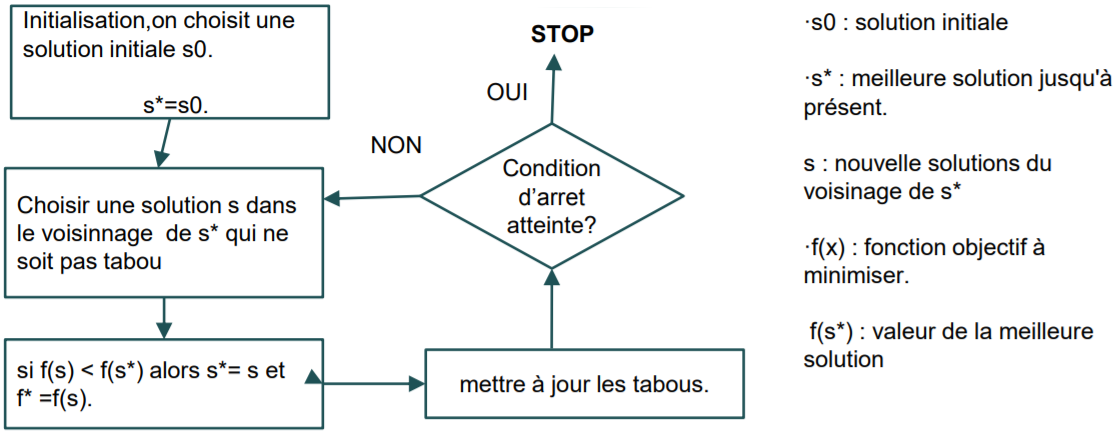 Initialisation,on choisit une
solution initiale s0.
s*=s0.
Choisir une solution s dans
le voisinnage de s* qui ne
soit pas tabou
si f(s) < f(s*) alors s*= s et
f* =f(s).
mettre à jour les tabous.
Condition
d’arret
atteinte?
NON
OUI
STOP
·s0 : solution initiale
·s* : meilleure solution jusqu'à
présent.
s : nouvelle solutions du
voisinage de s*
·f(x) : fonction objectif à
minimiser.
f(s*) : valeur de la meilleure
solution